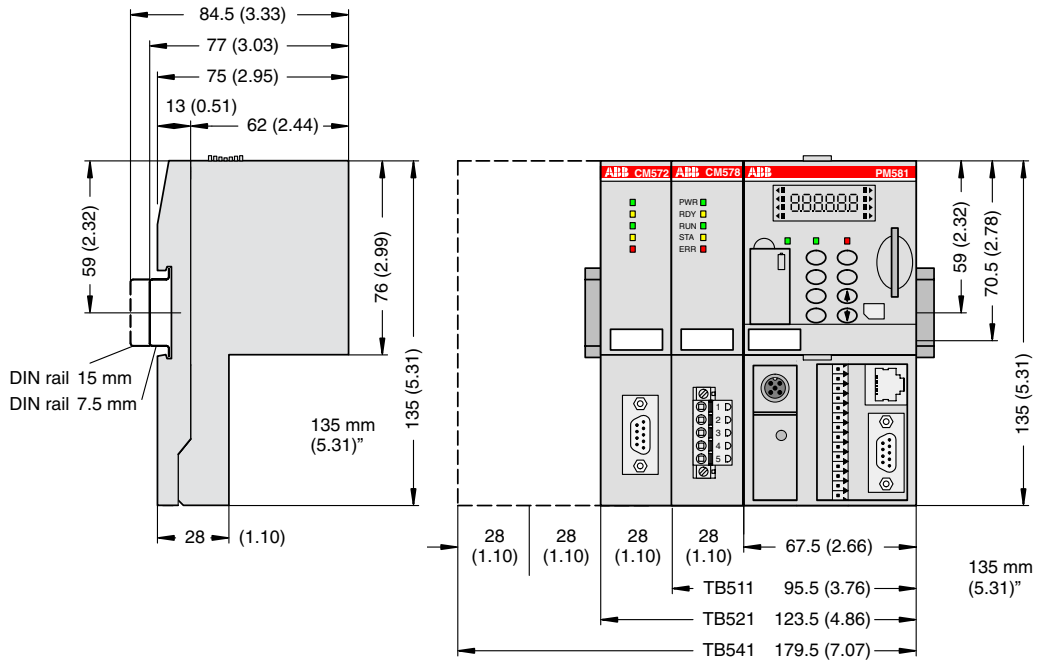 84.5 (3.33)
77 (3.03)
75 (2.95)
13 (0.51)
62 (2.44)
59 (2.32)
76 (2.99)
135 (5.31)
DIN rail 15 mm
DIN rail 7.5 mm
135 mm
(5.31)”
28 (1.10)
ABB CM572
ABB CM578
ABB PM581
PWR
RDY
RUN
STA
ERR
888888
1
2
3
4
5
59 (2.32)
70.5 (2.78)
135 (5.31)
28
(1.10)
28
(1.10)
28
(1.10)
28
(1.10)
67.5 (2.66)
135 mm
(5.31)”
TB511 95.5 (3.76)
TB521 123.5 (4.86)
TB541 179.5 (7.07)